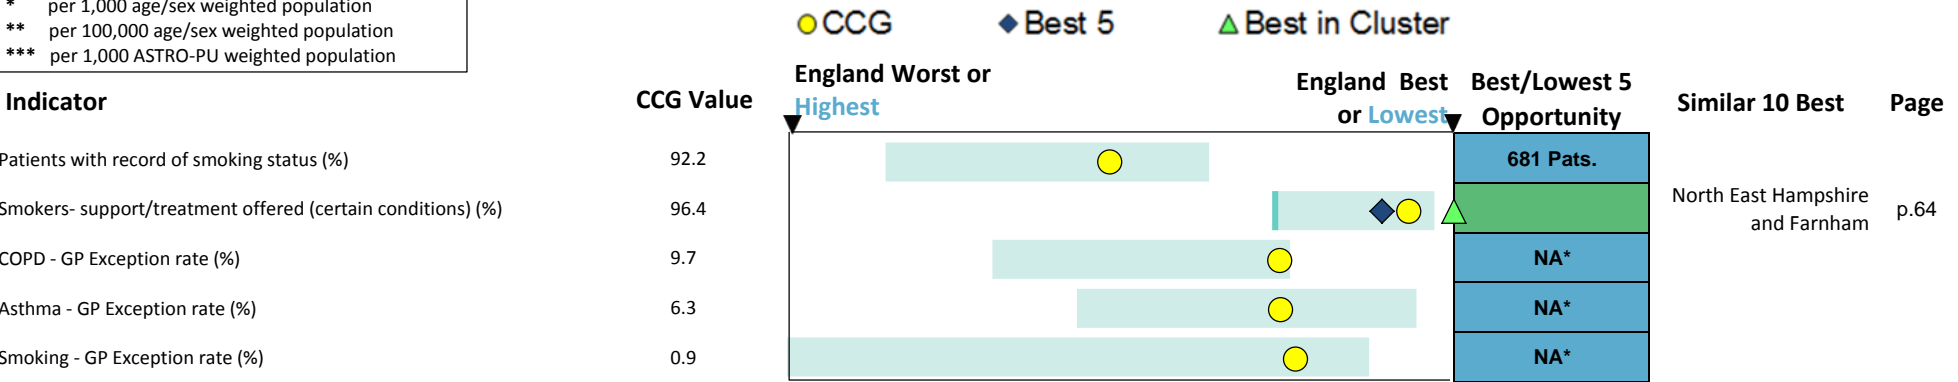 * per 1,000 age/sex weighted population
** per 100,000 age/sex weighted population
*** per 1,000 ASTRO-PU weighted population
CCG Best 5 Best in Cluster
Indicator CCG Value England Worst or England Best Best/Lowest 5 Similar 10 Best Page
Highest or Lowest Opportunity
Patients with record of smoking status (%) 92.2 681 Pats.
Smokers- support/treatment offered (certain conditions) (%) 96.4 North East Hampshire p.64
and Farnham
COPD - GP Exception rate (%) 9.7 NA*
Asthma - GP Exception rate (%) 6.3 NA*
Smoking - GP Exception rate (%) 0.9 NA*